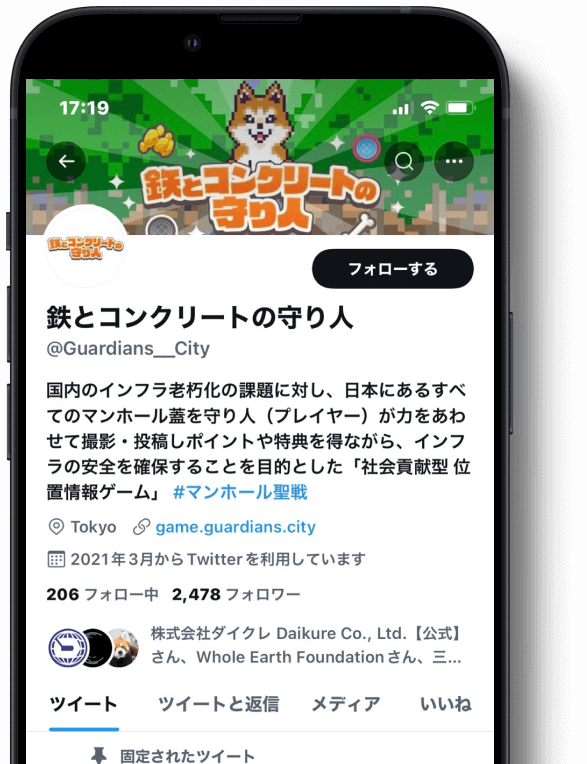 17:19
鉄とコンクリートの
守り人
鉄とコンクリートの
守り人
フォローする
鉄とコンクリートの守り人
@Guardians__City
国内のインフラ老朽化の課題に対し、日本にあるすべ
てのマンホール蓋を守り人（プレイヤー）が力をあわ
せて撮影・投稿しポイントや特典を得ながら、インフ
ラの安全を確保することを目的とした「社会貢献型 位
置情報ゲーム」 #マンホール聖戦
Tokyo game.guardians.city
2021年3月からTwitterを利用しています
206 フォロー中 2,478 フォロワー
株式会社ダイクレ Daikure Co., Ltd.【公式】
さん、Whole Earth Foundationさん、三...
ツイート ツイートと返信 メディア いいね
固定されたツイート